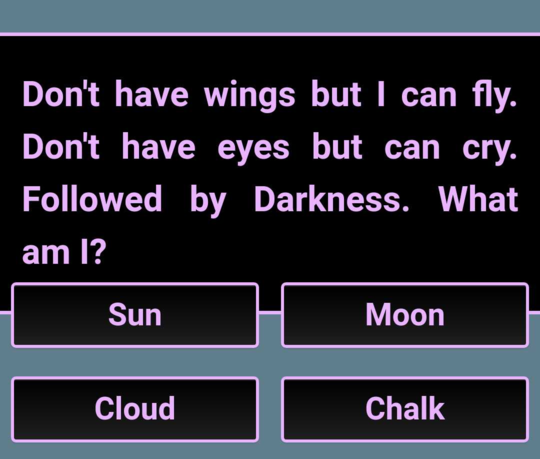 Don't have wings but I can fly.
Don't have eyes but can cry.
Followed by Darkness. What
am I?
Sun
Moon
Cloud
Chalk